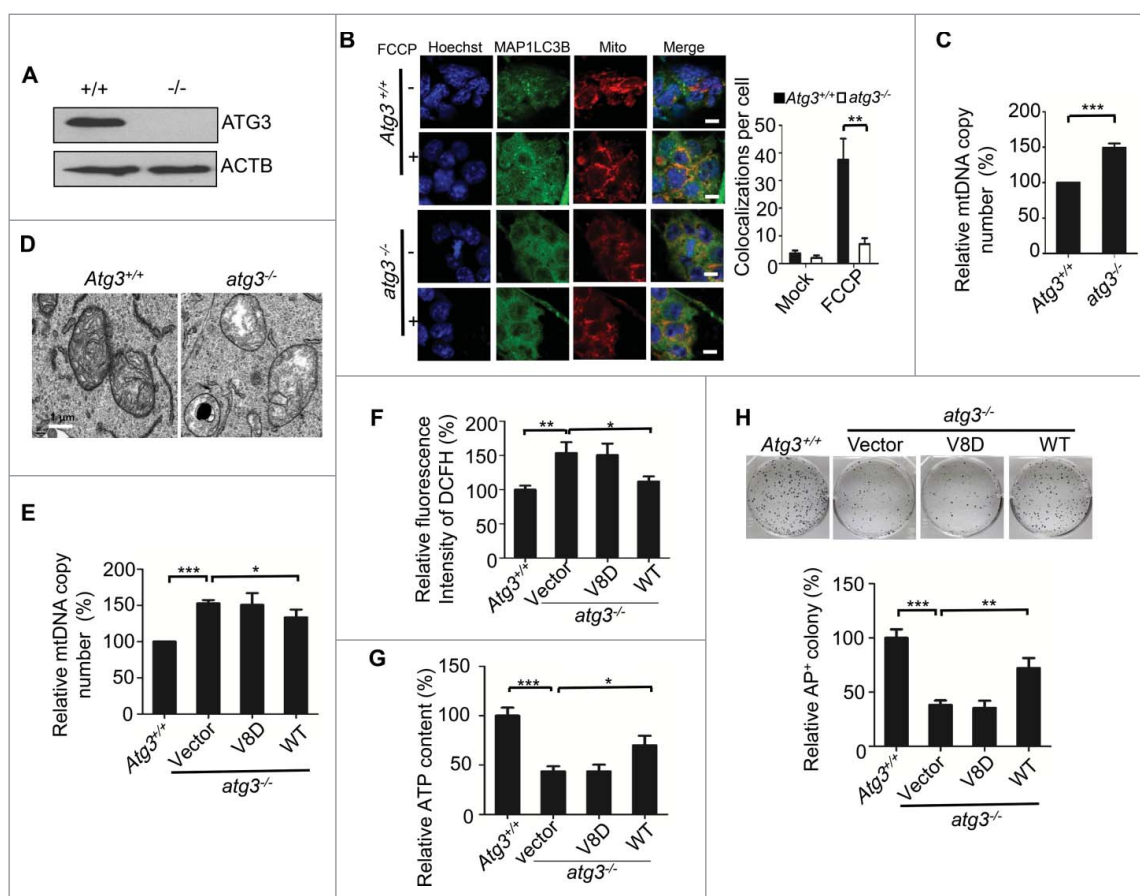 A
+/+ -/-
ATG3
ACTB
B
FCCP Hoechst MAP1LC3B Mito Merge
Atg3+/+
-
+
atg3-/-
-
+
Atg3+/+ atg3-/-
**
Colocalizations per cell
50
40
30
20
10
0
Mock
FCCP
C
***
Relative mtDNA copy
number (%)
200
150
100
50
0
Atg3+/+
atg3-/-
D
Atg3+/+ atg3-/-
1 µm
E
Relative mtDNA copy
number (%)
200
150
100
50
0
*** *
Atg3+/+
Vector
V8D
WT
atg3-/-
F
Relative fluorescence
Intensity of DCFH (%)
200
150
100
50
0
** *
Atg3+/+
Vector
V8D
WT
atg3-/-
G
Relative ATP content (%)
150
100
50
0
*** *
Atg3+/+
vector
V8D
WT
atg3-/-
H
atg3-/-
Atg3+/+ Vector V8D WT
Relative AP+ colony (%)
150
100
50
0
*** **
Atg3+/+
Vector
V8D
WT
atg3-/-